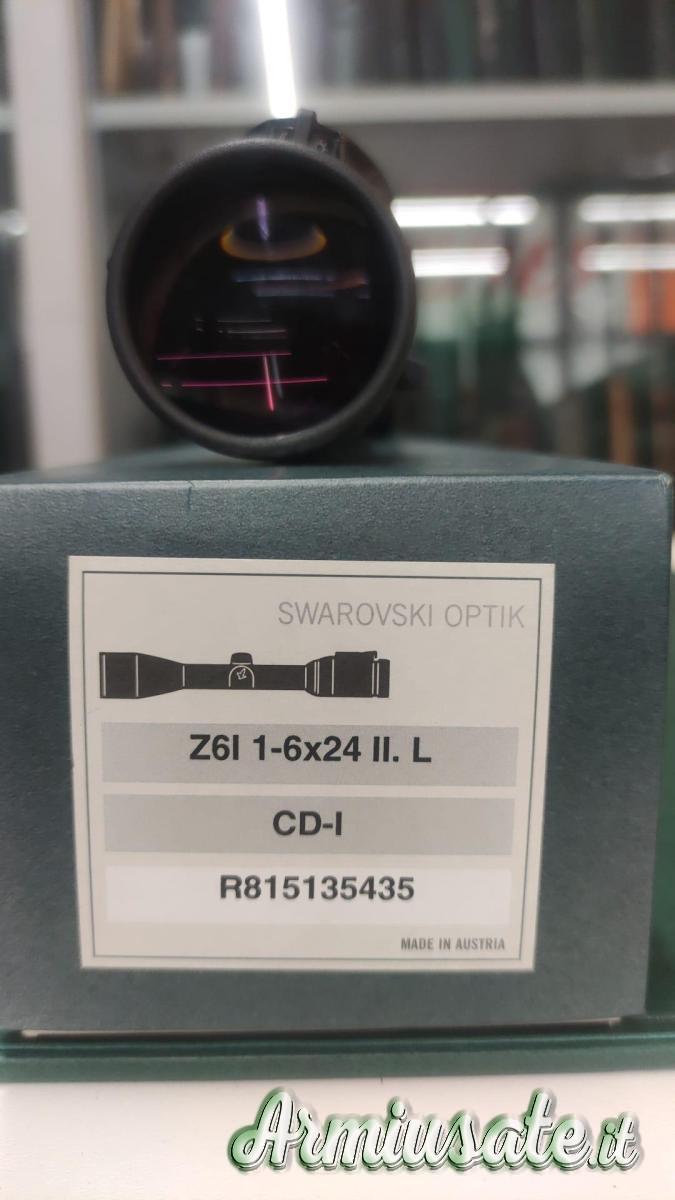 SWAROVSKI OPTIK
Z6I 1-6x24 II. L
CD-I
R815135435
MADE IN AUSTRIA
Armiusate.it